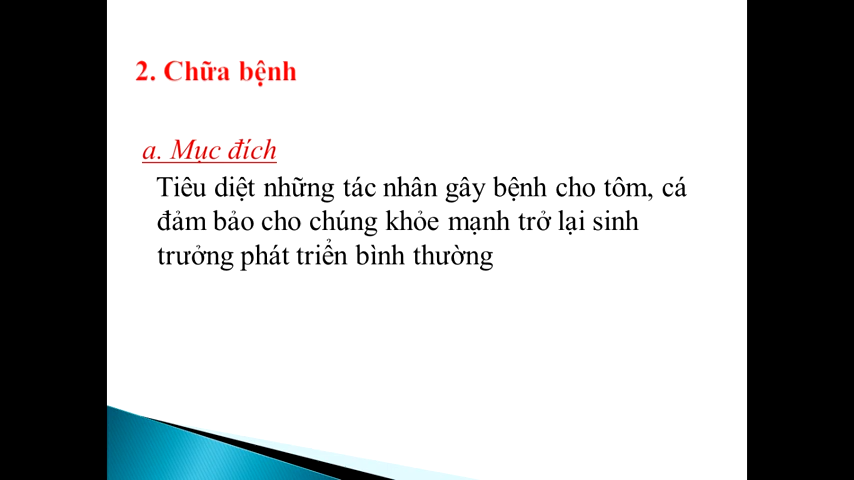 2. Chữa bệnh
a. Mục đích
Tiêu diệt những tác nhân gây bệnh cho tôm, cá
đảm bảo cho chúng khỏe mạnh trở lại sinh
trưởng phát triển bình thường